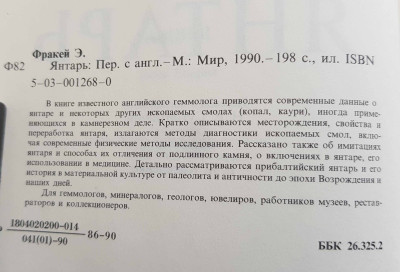 Фракей Э.
Ф82 Янтарь: Пер. с англ.–М.: Мир, 1990.–198 с., ил. ISBN
5–03–001268–0
В книге известного английского геммолога приводятся современные данные о
янтаре и некоторых других ископаемых смолах (копал, каури), иногда приме-
няющихся в камнерезном деле. Кратко описываются месторождения, свойства и
переработка янтаря, излагаются методы диагностики ископаемых смол, вклю-
чая современные физические методы исследования. Рассказано также об имитациях
янтаря и способах их отличения от подлинного камня, о включениях в янтаре, его
использовании в медицине. Детально рассматриваются прибалтийский янтарь и его
история в материальной культуре от палеолита и античности до эпохи Возрождения и
наших дней.
Для геммологов, минералогов, геологов, ювелиров, работников музеев, рестав-
раторов и коллекционеров.
1804020200–014
041(01)–90
86–90
ББК 26.325.2